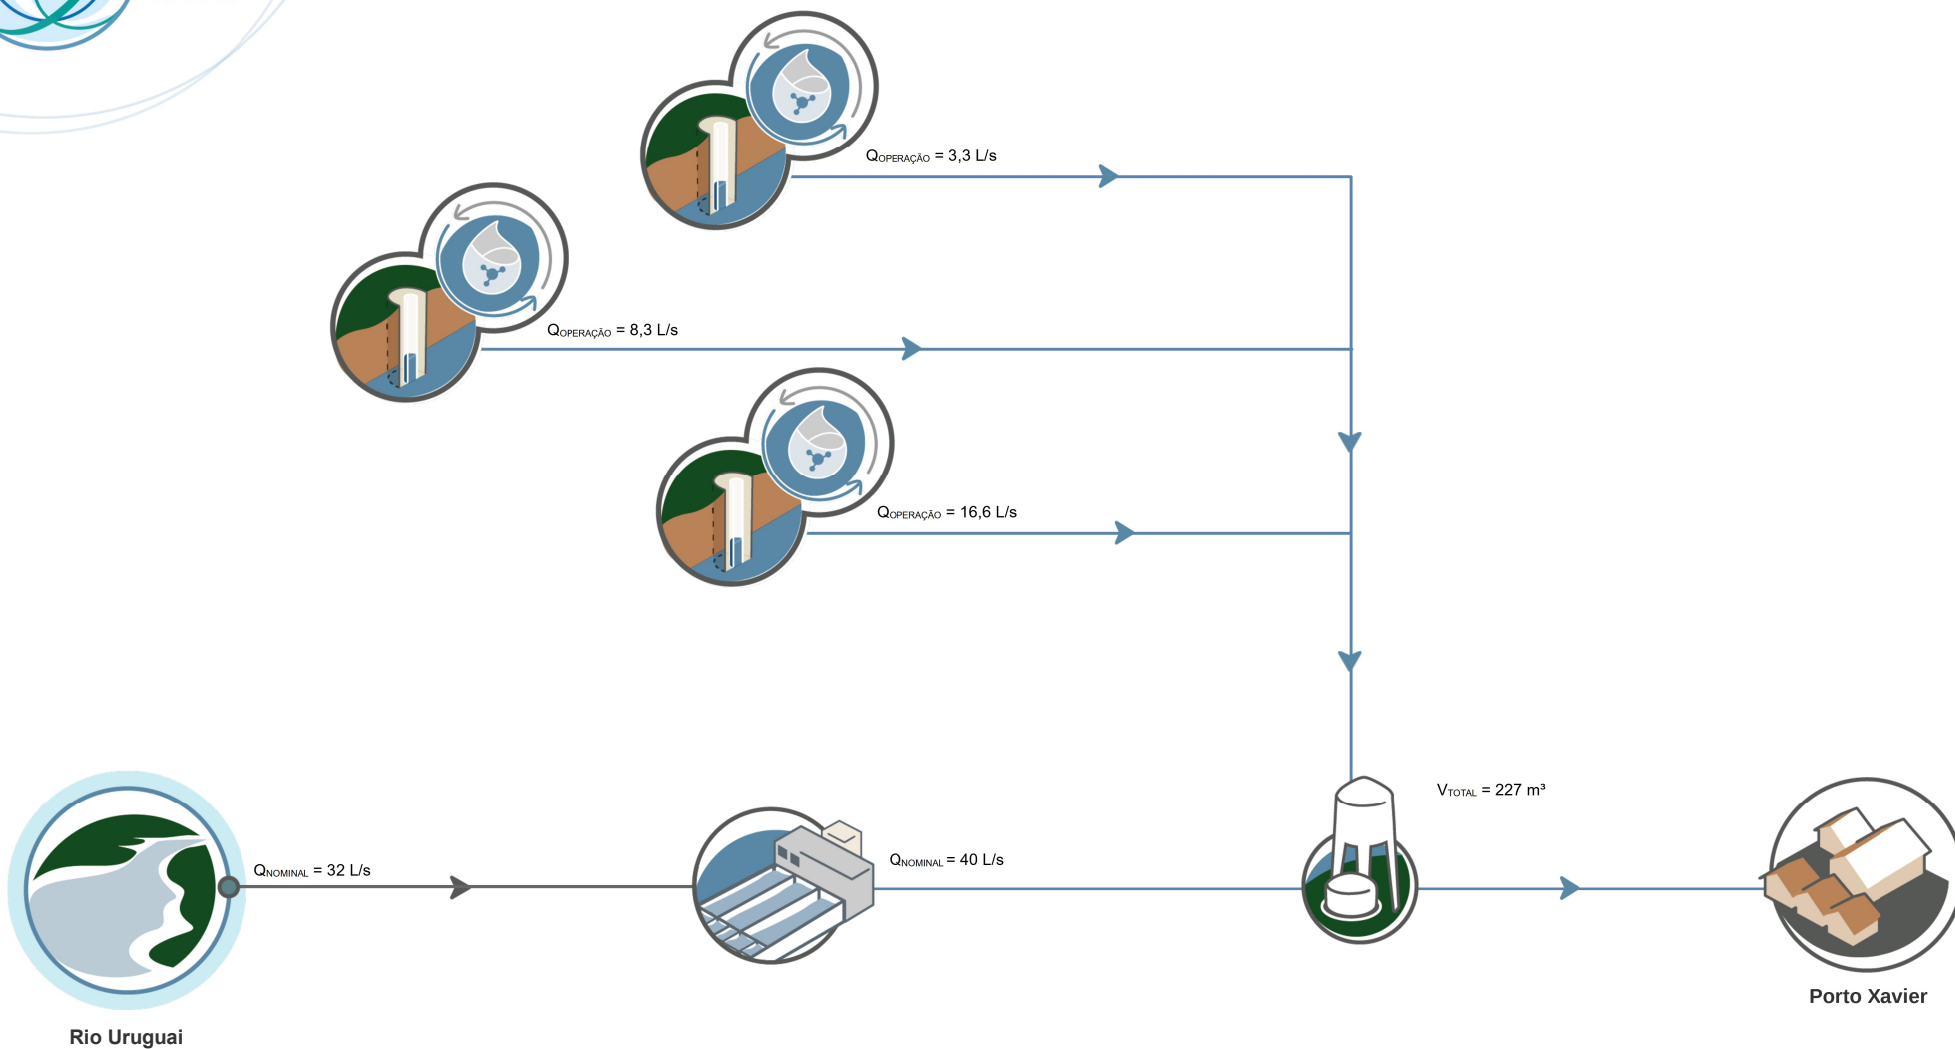 QOPERAÇÃO = 3,3 L/s
QOPERAÇÃO = 8,3 L/s
QOPERAÇÃO = 16,6 L/s
VTOTAL = 227 m³
QNOMINAL = 32 L/s
QNOMINAL = 40 L/s
Porto Xavier
Rio Uruguai